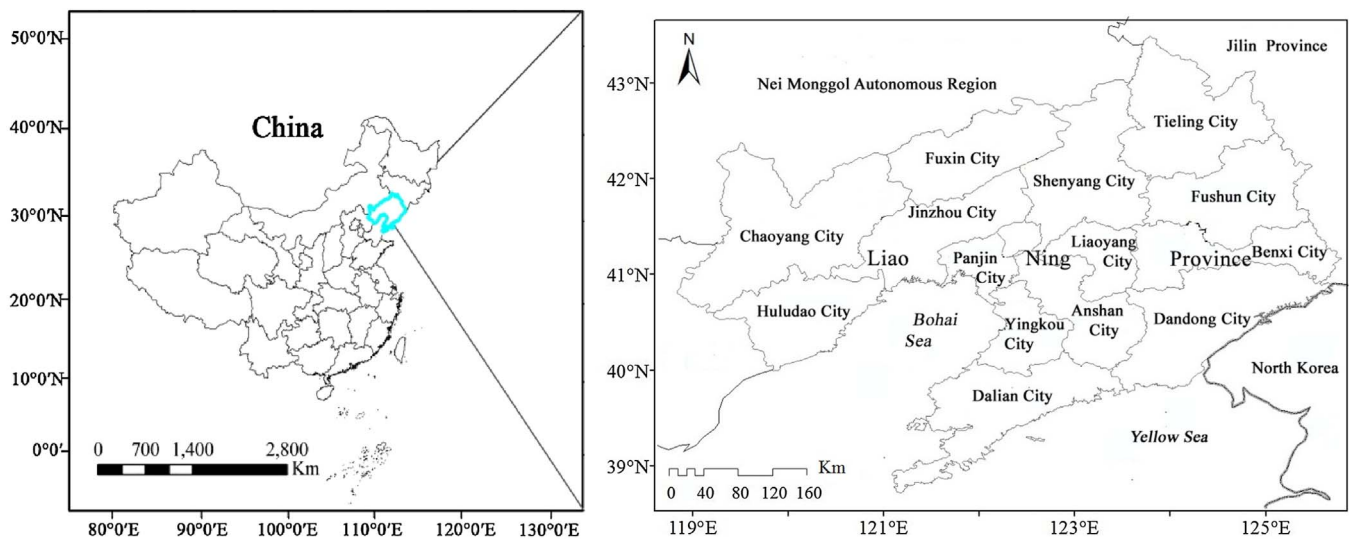 50°0'N
40°0'N
30°0'N
20°0'N
10°0'N
0°0'
China
0 700 1,400 2,800
Km
80°0'E 90°0'E 100°0'E 110°0'E 120°0'E 130°0'E
N
43°N
42°N
41°N
40°N
39°N
Jilin Province
Nei Monggol Autonomous Region
Tieling City
Fuxin City
Shenyang City
Fushun City
Jinzhou City
Chaoyang City
Liao
Panjin
City
Ning
Liaoyang
City
Province
Benxi City
Huludao City
Bohai
Sea
Yingkou
City
Anshan
City
Dandong City
North Korea
Dalian City
Yellow Sea
Km
0 40 80 120 160
119°E 121°E 123°E 125°E